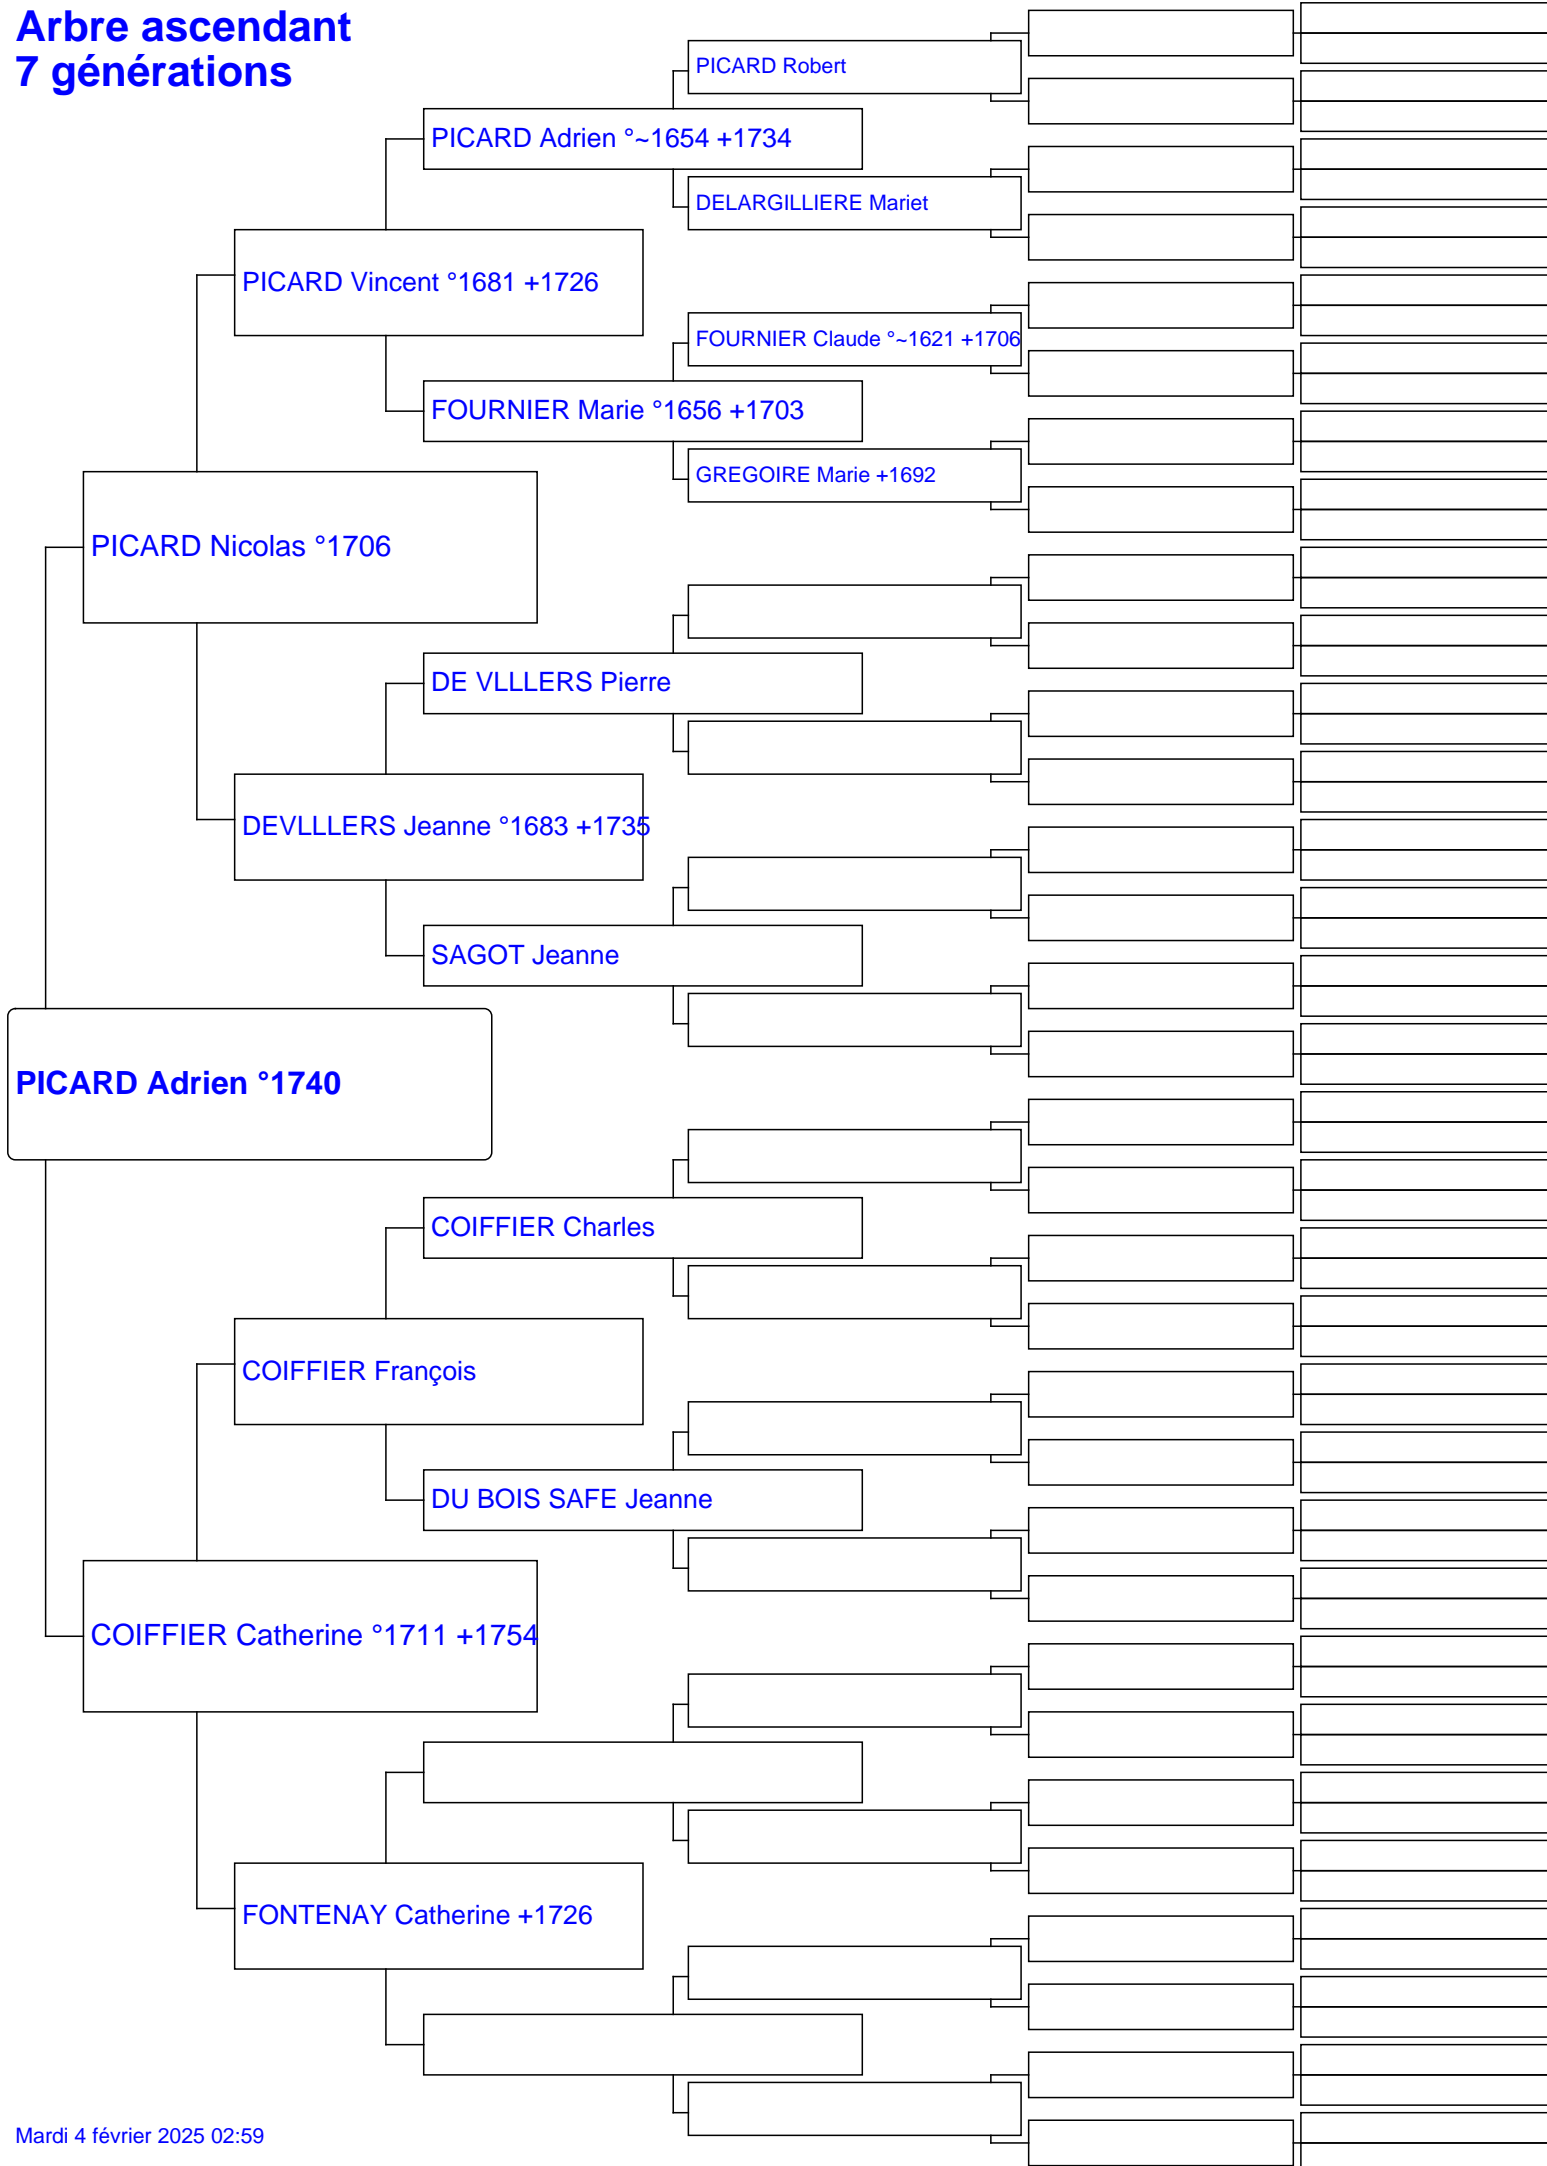 Arbre ascendant
7 générations
PICARD Robert
PICARD Adrien °~1654 +1734
DELARGILLIERE Mariet
PICARD Vincent °1681 +1726
FOURNIER Claude °~1621 +1706
FOURNIER Marie °1656 +1703
GREGOIRE Marie +1692
PICARD Nicolas °1706
DE VLLLERS Pierre
DEVLLLERS Jeanne °1683 +1735
SAGOT Jeanne
PICARD Adrien °1740
COIFFIER Charles
COIFFIER François
DU BOIS SAFE Jeanne
COIFFIER Catherine °1711 +1754
FONTENAY Catherine +1726
Mardi 4 février 2025 02:59